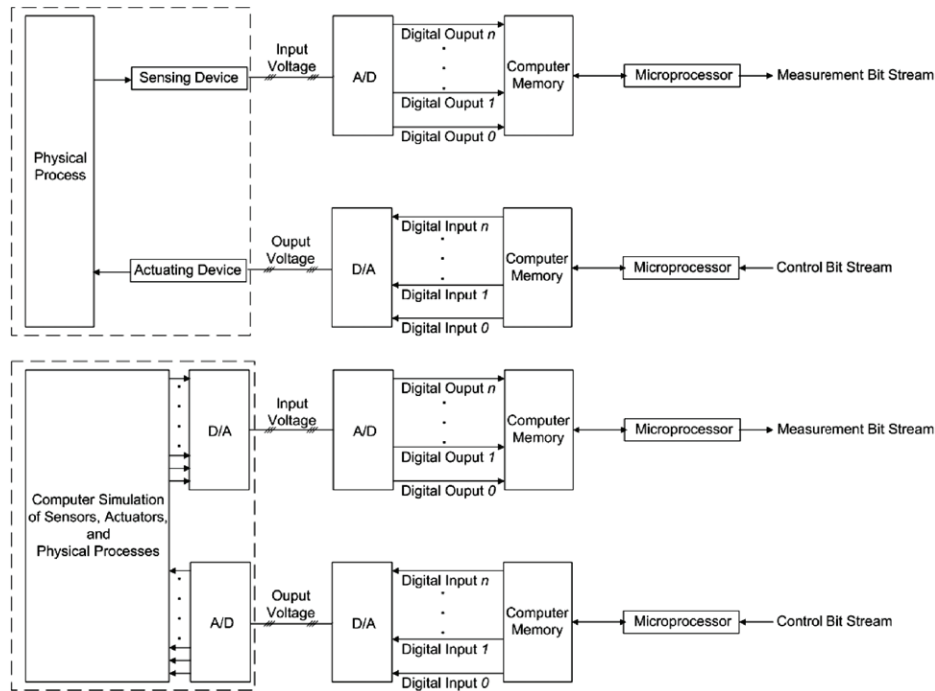 Physical
Process
Sensing Device
Input
Voltage
A/D
Digital Ouput n
Digital Ouput 1
Digital Ouput 0
Computer
Memory
Microprocessor
Measurement Bit Stream
Actuating Device
Ouput
Voltage
D/A
Digital Input n
Digital Input 1
Digital Input 0
Computer
Memory
Microprocessor
Control Bit Stream
Computer Simulation
of Sensors, Actuators,
and
Physical Processes
D/A
Input
Voltage
A/D
Digital Ouput n
Digital Ouput 1
Digital Ouput 0
Computer
Memory
Microprocessor
Measurement Bit Stream
A/D
Ouput
Voltage
D/A
Digital Input n
Digital Input 1
Digital Input 0
Computer
Memory
Microprocessor
Control Bit Stream